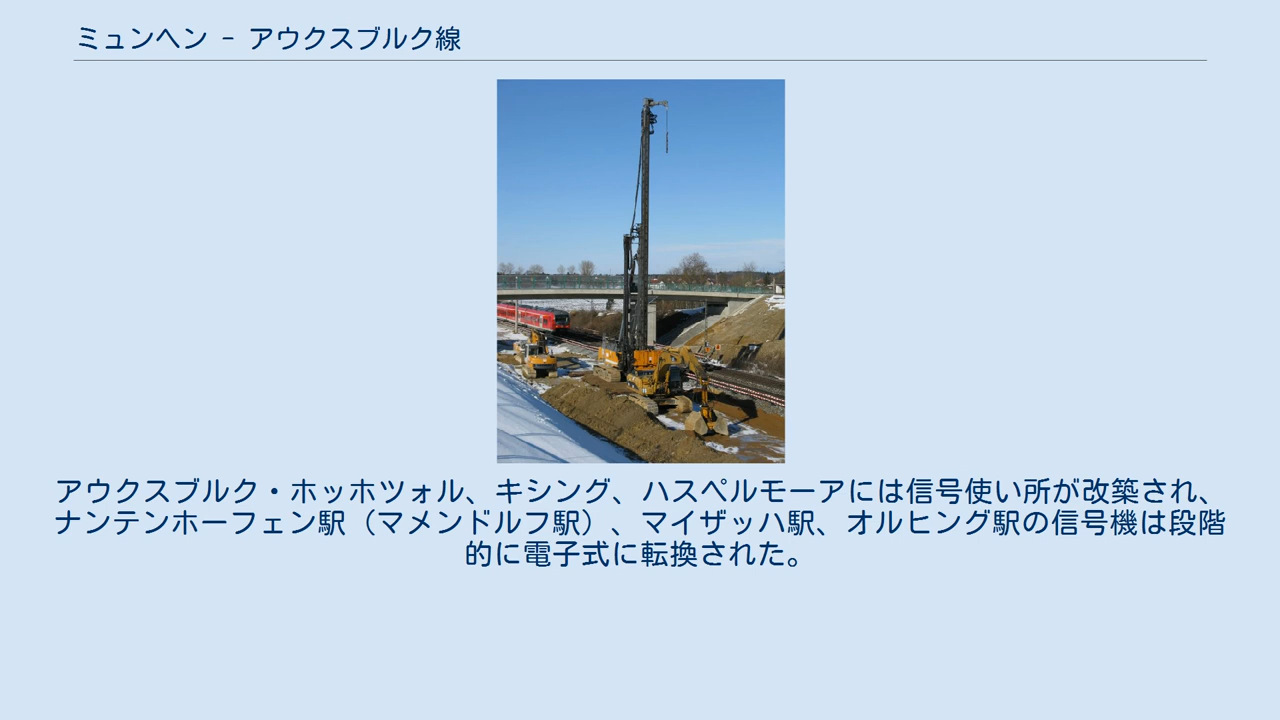 ミュンヘン － アウクスブルク線
アウクスブルク・ホッホツォル、キシング、ハスペルモーアには信号使い所が改築され、
ナンテンホーフェン駅（マメンドルフ駅）、マイザッハ駅、オルヒング駅の信号機は段階
的に電子式に転換された。